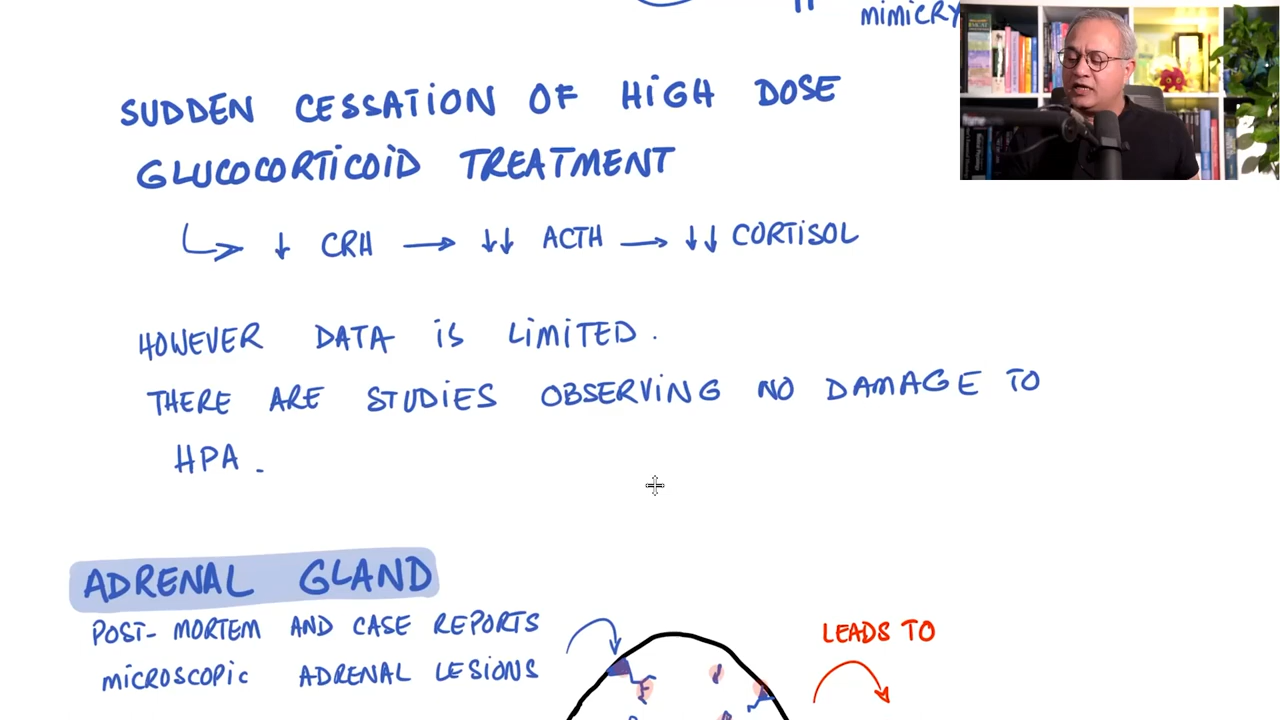 MIMICRY
SUDDEN CESSATION OF HIGH DOSE
GLUCOCORTICOID TREATMENT
↳ ↓ CRH → ↓↓ ACTH → ↓↓ CORTISOL
HOWEVER DATA IS LIMITED.
THERE ARE STUDIES OBSERVING NO DAMAGE TO
HPA.
ADRENAL GLAND
POST-MORTEM AND CASE REPORTS
MICROSCOPIC ADRENAL LESIONS
LEADS TO